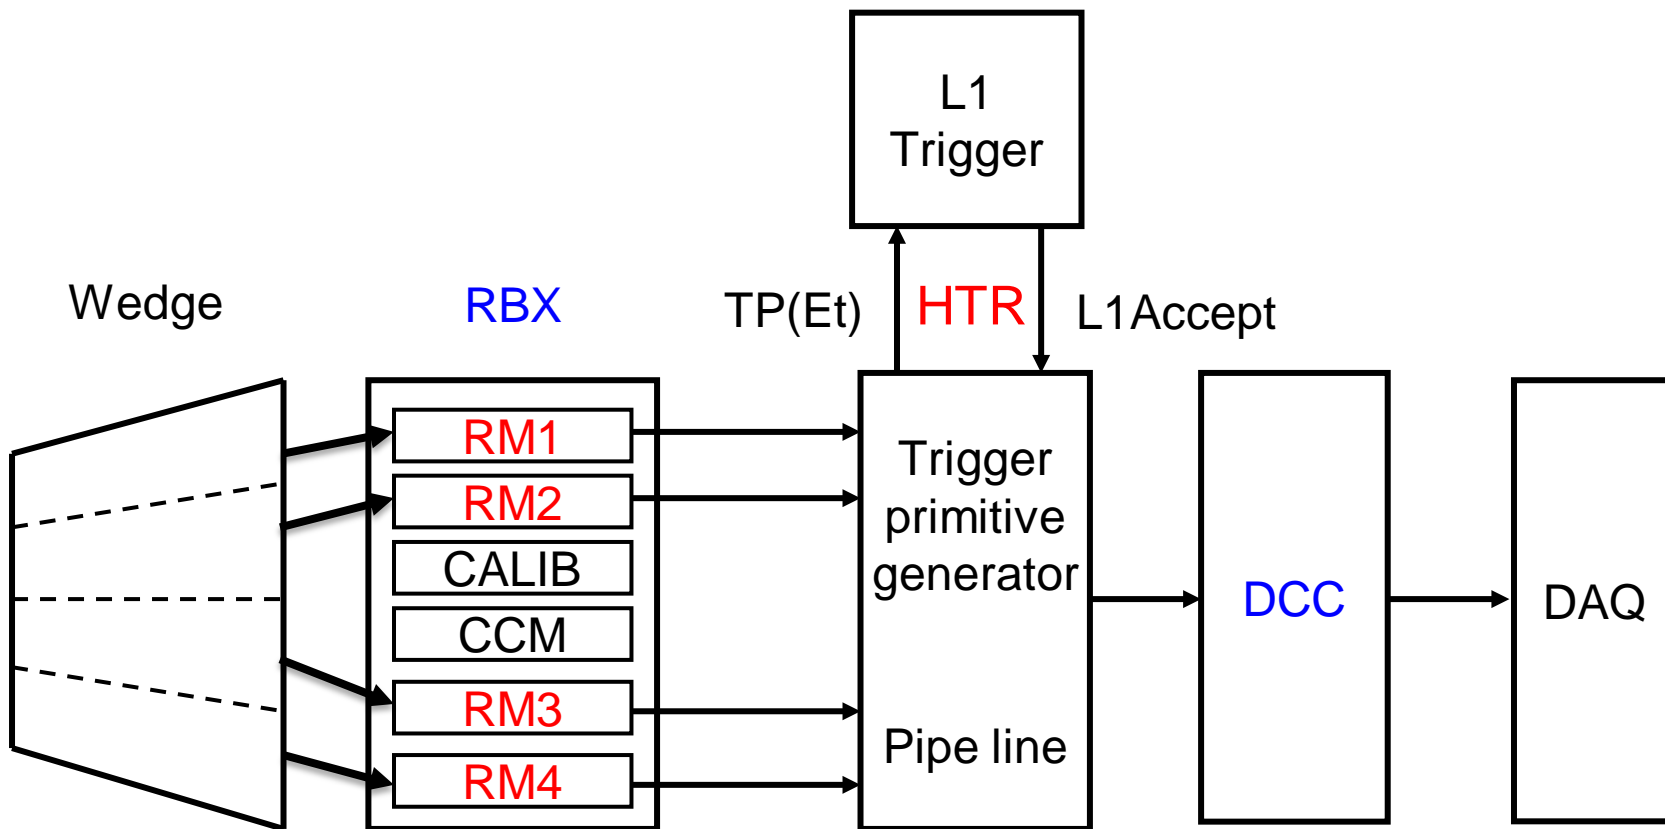 L1
Trigger
Wedge
RBX
TP(Et)
HTR
L1Accept
RM1
RM2
CALIB
CCM
RM3
RM4
Trigger
primitive
generator
Pipe line
DCC
DAQ